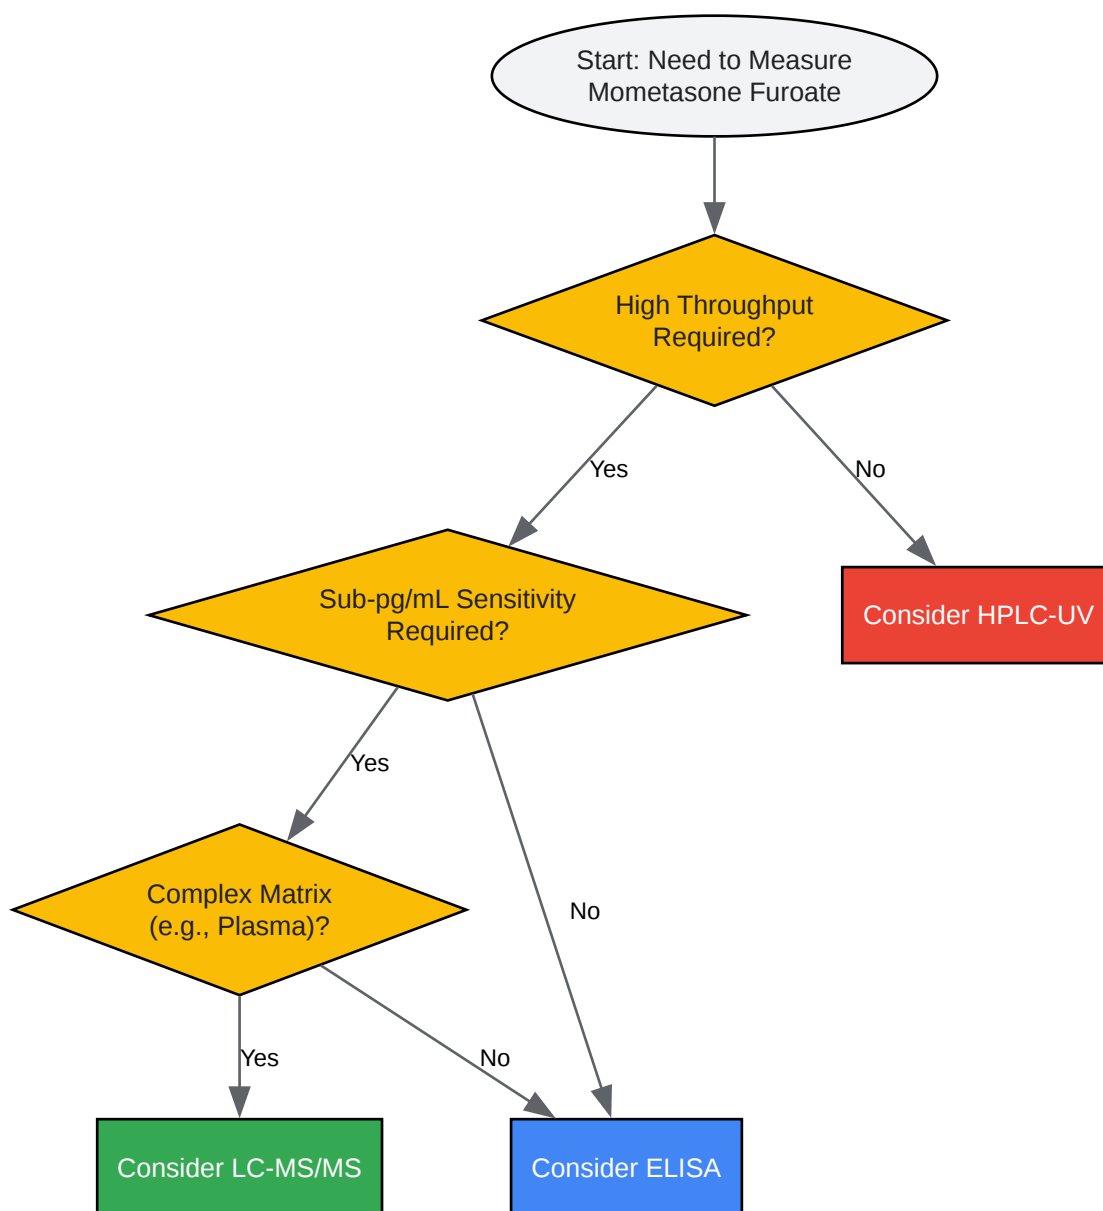 Start: Need to Measure
Mometasone Furoate
High Throughput
Required?
Yes
No
Sub-pg/mL Sensitivity
Required?
Consider HPLC-UV
Yes
No
Complex Matrix
(e.g., Plasma)?
Yes
No
Consider LC-MS/MS
Consider ELISA